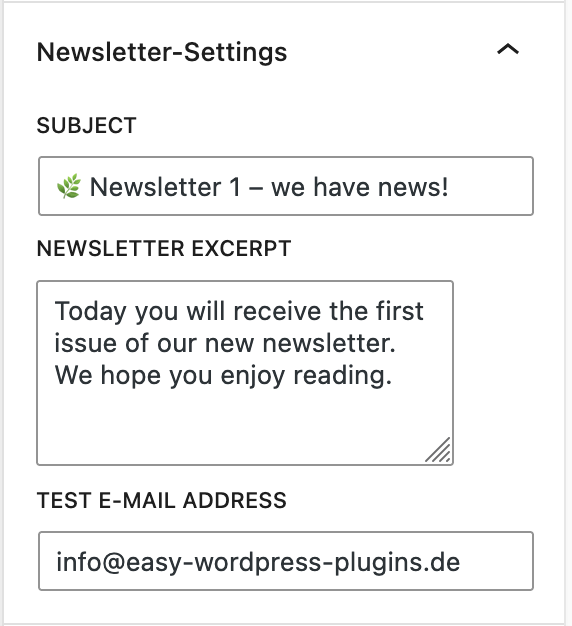 Newsletter-Settings
SUBJECT
🌿 Newsletter 1 – we have news!
NEWSLETTER EXCERPT
Today you will receive the first
issue of our new newsletter.
We hope you enjoy reading.
TEST E-MAIL ADDRESS
info@easy-wordpress-plugins.de